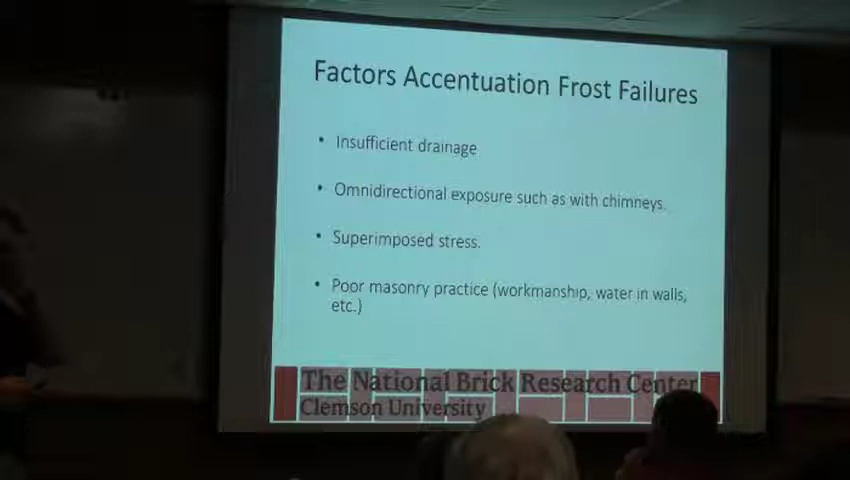 Factors Accentuation Frost Failures
• Insufficient drainage
• Omnidirectional exposure such as with chimneys.
• Superimposed stress.
• Poor masonry practice (workmanship, water in walls,
etc.)
The National Brick Research Center
Clemson University